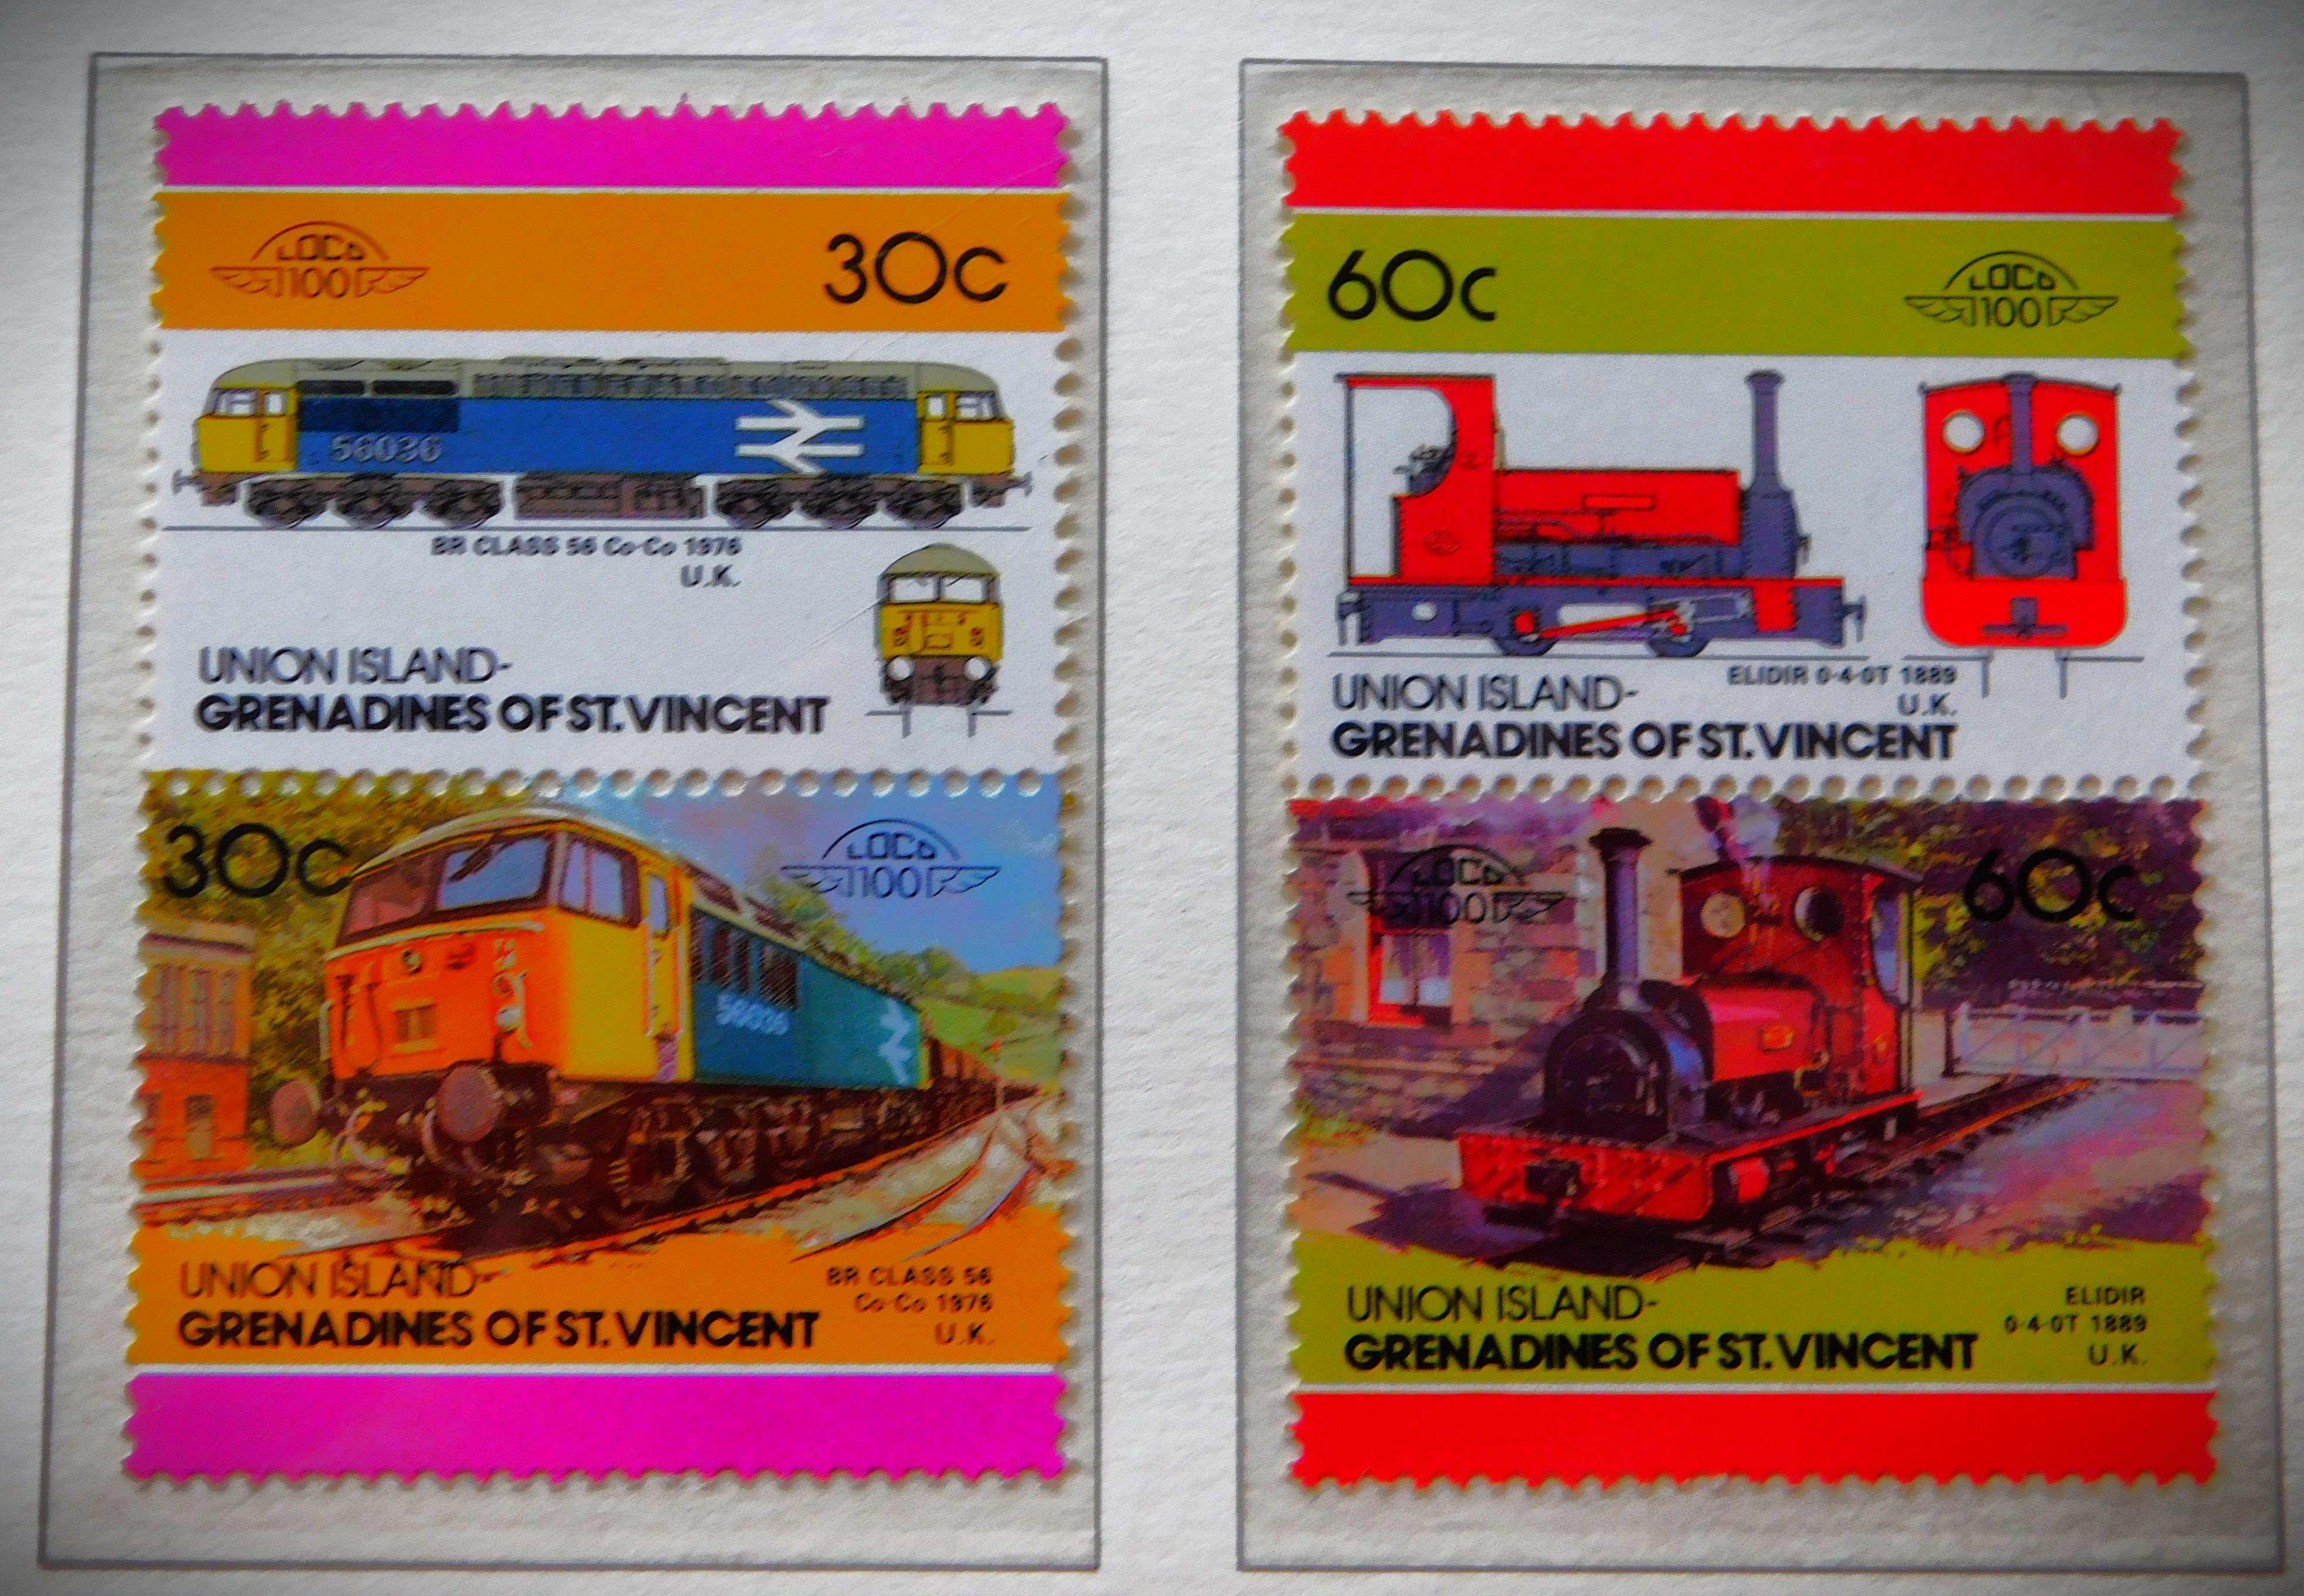 LOCO
100
30c
56036
BR CLASS 56 Co-Co 1976
U.K.
UNION ISLAND-
GRENADINES OF ST. VINCENT
30c
LOCO
100
56036
UNION ISLAND-
GRENADINES OF ST. VINCENT
BR CLASS 56
Co-Co 1976
U.K.
60c
LOCO
100
ELIDIR 0-4-0T 1889
U.K.
UNION ISLAND-
GRENADINES OF ST. VINCENT
LOCO
100
60c
UNION ISLAND-
GRENADINES OF ST. VINCENT
ELIDIR
0-4-0T 1889
U.K.